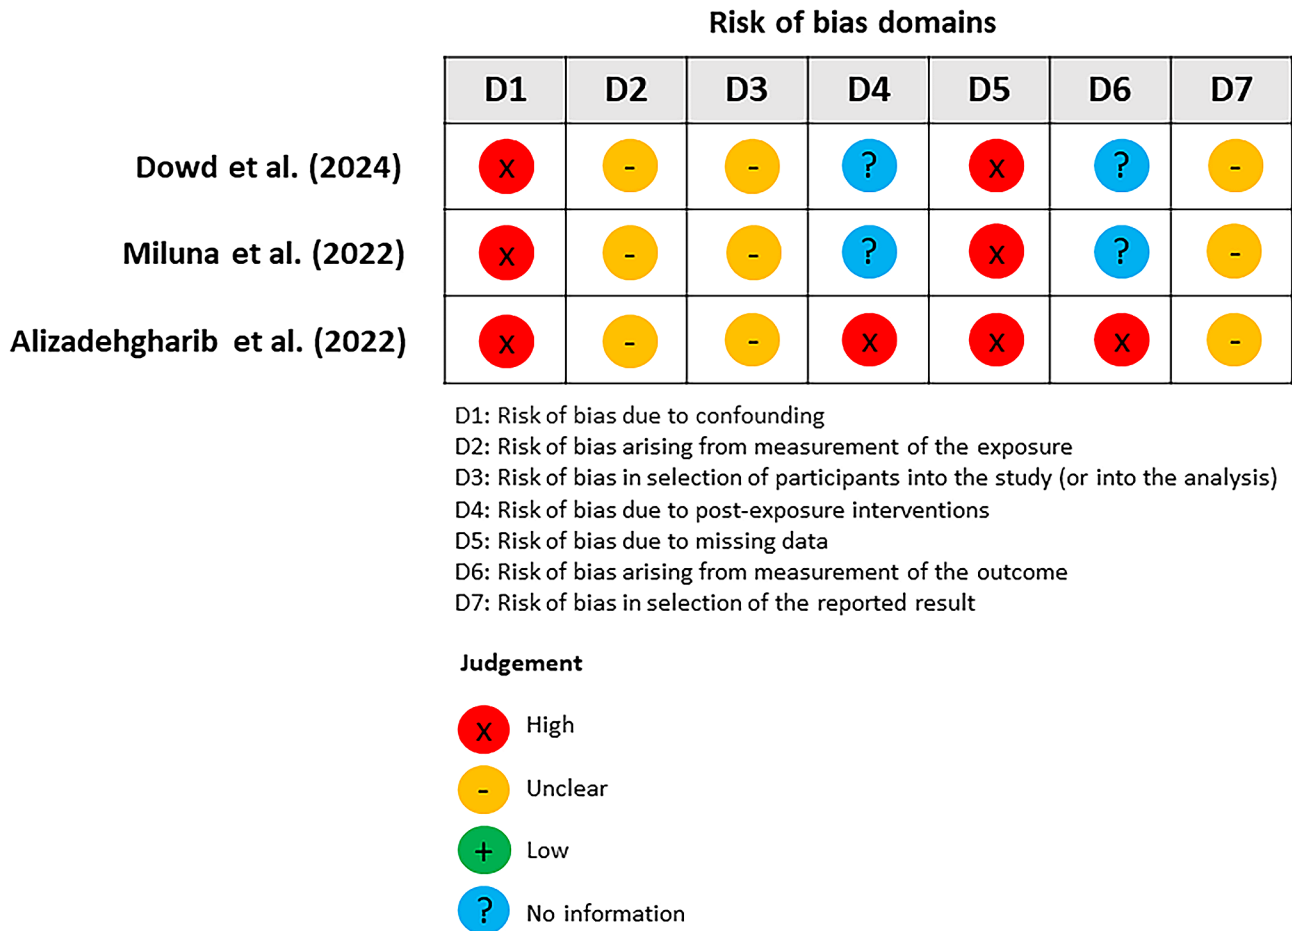 Risk of bias domains
D1 D2 D3 D4 D5 D6 D7
Dowd et al. (2024) x - - ? x ? -
Miluna et al. (2022) x - - ? x ? -
Alizadehgharib et al. (2022) x - - x x x -
D1: Risk of bias due to confounding
D2: Risk of bias arising from measurement of the exposure
D3: Risk of bias in selection of participants into the study (or into the analysis)
D4: Risk of bias due to post-exposure interventions
D5: Risk of bias due to missing data
D6: Risk of bias arising from measurement of the outcome
D7: Risk of bias in selection of the reported result
Judgement
x High
- Unclear
+ Low
? No information